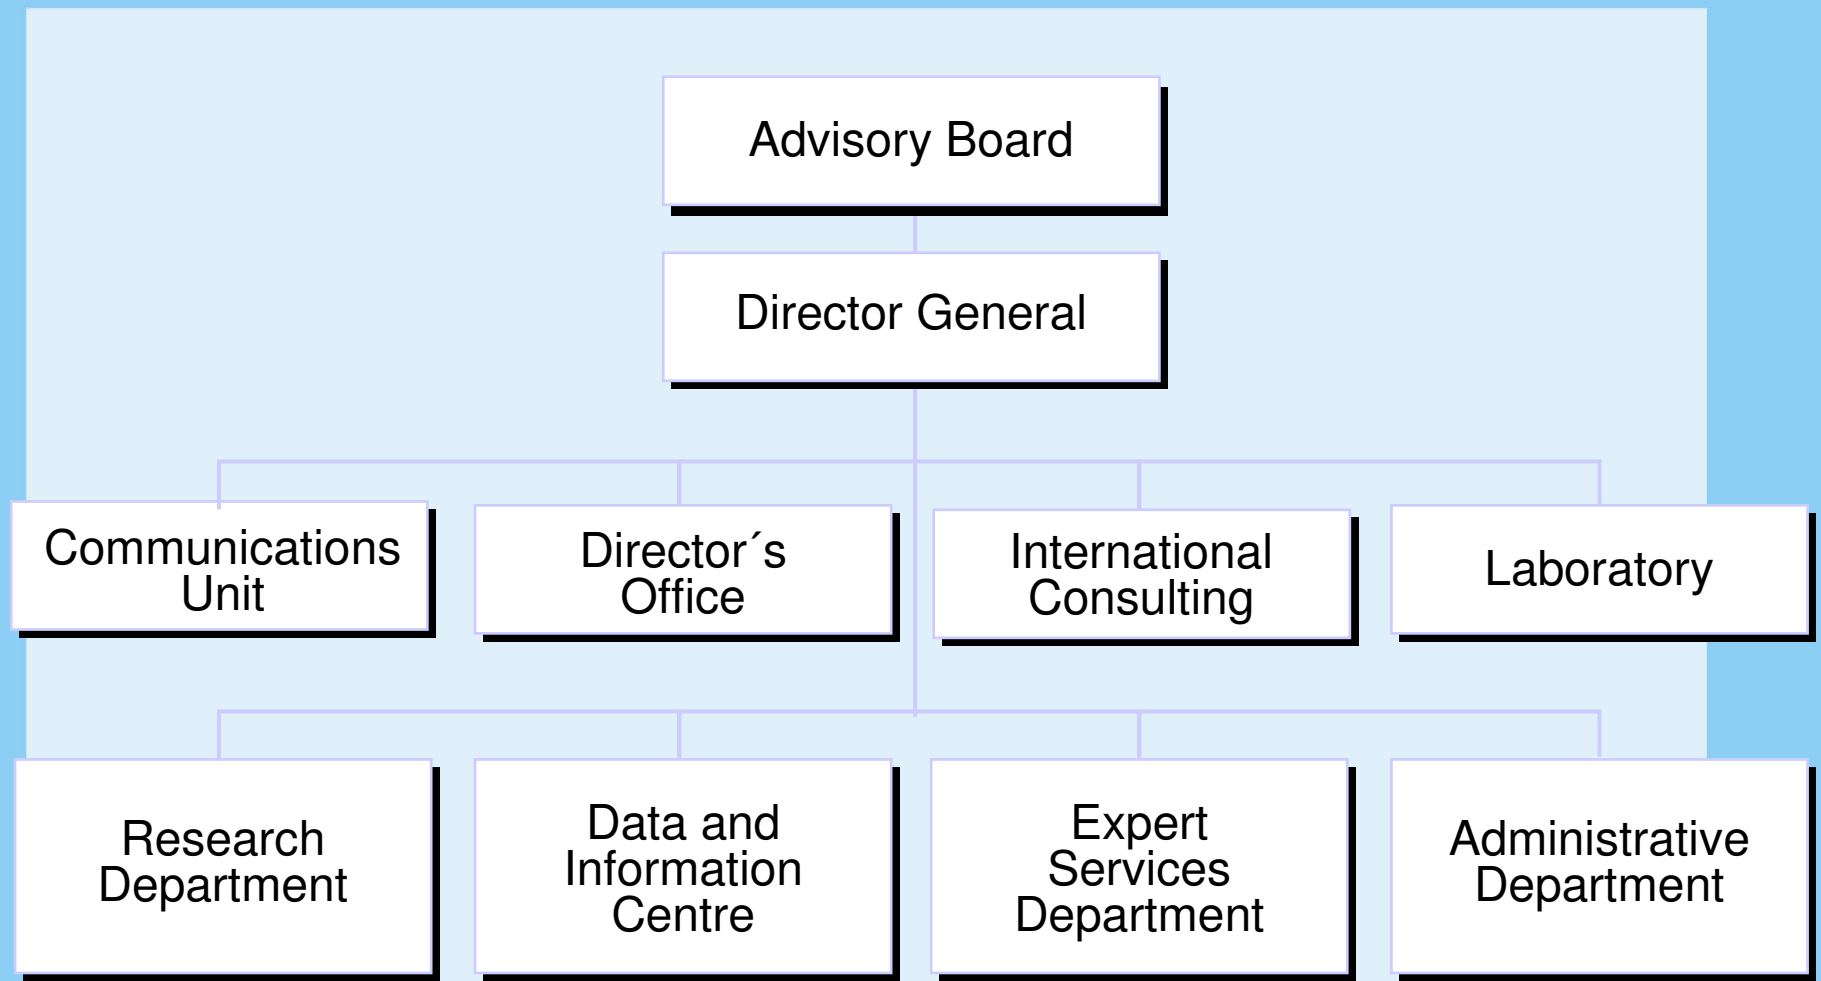 Advisory Board
Director General
Communications
Unit
Director´s
Office
International
Consulting
Laboratory
Research
Department
Data and
Information
Centre
Expert
Services
Department
Administrative
Department